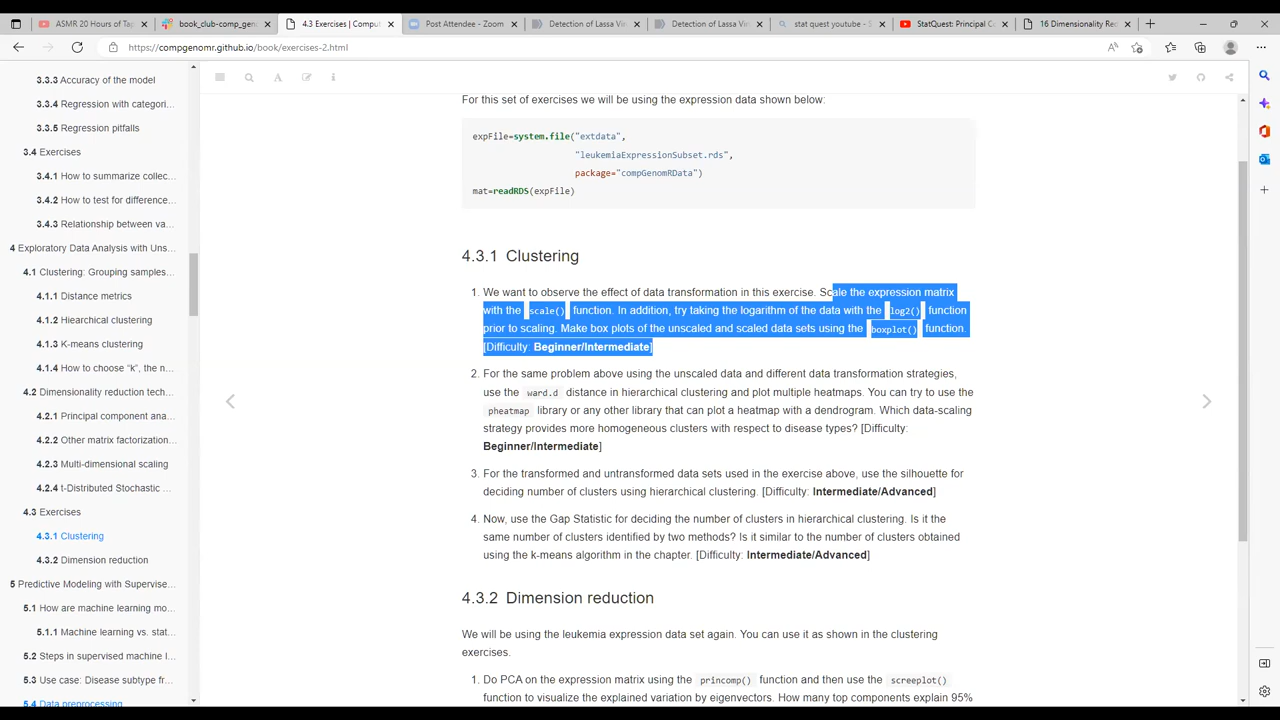 ASMR 20 Hours of Tap
book_club-comp_gen
4.3 Exercises | Comput
Post Attendee - Zoom
Detection of Lassa Vir
Detection of Lassa Vir
stat quest youtube - S
StatQuest: Principal C
16 Dimensionality Re
https://compgenomr.github.io/book/exercises-2.html
3.3.3 Accuracy of the model
3.3.4 Regression with categori…
3.3.5 Regression pitfalls
3.4 Exercises
3.4.1 How to summarize collec…
3.4.2 How to test for difference…
3.4.3 Relationship between va…
4 Exploratory Data Analysis with Uns…
4.1 Clustering: Grouping samples…
4.1.1 Distance metrics
4.1.2 Hiearchical clustering
4.1.3 K-means clustering
4.1.4 How to choose “k”, the n…
4.2 Dimensionality reduction tech…
4.2.1 Principal component ana…
4.2.2 Other matrix factorization…
4.2.3 Multi-dimensional scaling
4.2.4 t-Distributed Stochastic …
4.3 Exercises
4.3.1 Clustering
4.3.2 Dimension reduction
5 Predictive Modeling with Supervise…
5.1 How are machine learning mo…
5.1.1 Machine learning vs. stat…
5.2 Steps in supervised machine l…
5.3 Use case: Disease subtype fr…
5.4 Data preprocessing
For this set of exercises we will be using the expression data shown below:
expFile=system.file("extdata",
"leukemiaExpressionSubset.rds",
package="compGenomRData")
mat=readRDS(expFile)
4.3.1 Clustering
1. We want to observe the effect of data transformation in this exercise. Scale the expression matrix
with the scale() function. In addition, try taking the logarithm of the data with the log2() function
prior to scaling. Make box plots of the unscaled and scaled data sets using the boxplot() function.
[Difficulty: Beginner/Intermediate]
2. For the same problem above using the unscaled data and different data transformation strategies,
use the ward.d distance in hierarchical clustering and plot multiple heatmaps. You can try to use the
pheatmap library or any other library that can plot a heatmap with a dendrogram. Which data-scaling
strategy provides more homogeneous clusters with respect to disease types? [Difficulty:
Beginner/Intermediate]
3. For the transformed and untransformed data sets used in the exercise above, use the silhouette for
deciding number of clusters using hierarchical clustering. [Difficulty: Intermediate/Advanced]
4. Now, use the Gap Statistic for deciding the number of clusters in hierarchical clustering. Is it the
same number of clusters identified by two methods? Is it similar to the number of clusters obtained
using the k-means algorithm in the chapter. [Difficulty: Intermediate/Advanced]
4.3.2 Dimension reduction
We will be using the leukemia expression data set again. You can use it as shown in the clustering
exercises.
1. Do PCA on the expression matrix using the princomp() function and then use the screeplot()
function to visualize the explained variation by eigenvectors. How many top components explain 95%